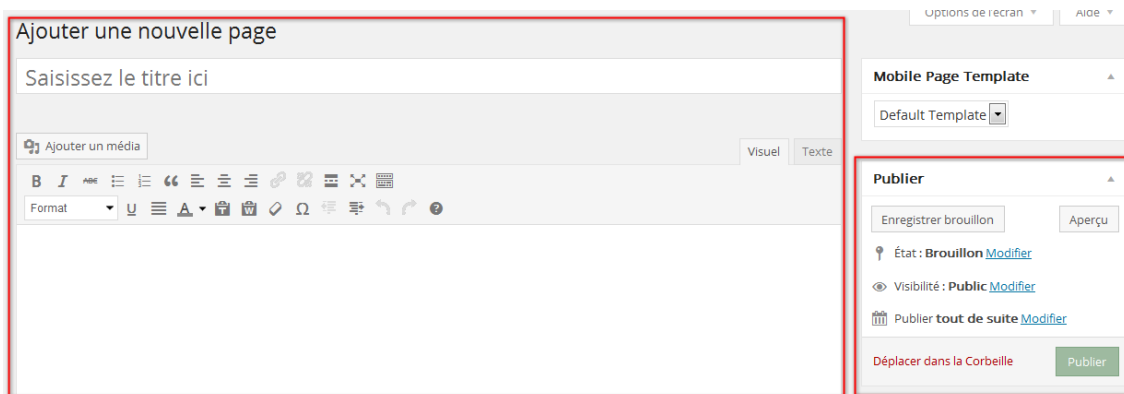 Options de l'écran Aide
Ajouter une nouvelle page
Saisissez le titre ici
Ajouter un média
Visuel Texte
B I ABC
Format U A T W Ω ?
Mobile Page Template
Default Template
Publier
Enregistrer brouillon Aperçu
État : Brouillon Modifier
Visibilité : Public Modifier
Publier tout de suite Modifier
Déplacer dans la Corbeille Publier